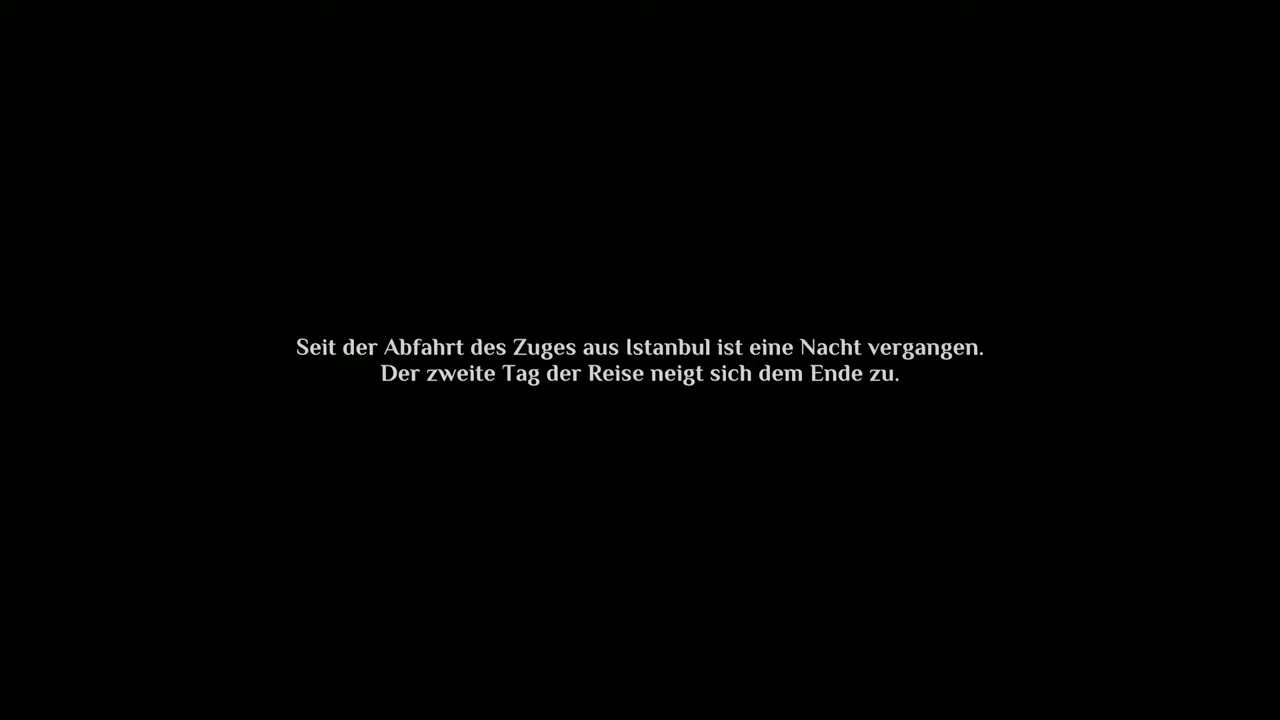 Seit der Abfahrt des Zuges aus Istanbul ist eine Nacht vergangen.
Der zweite Tag der Reise neigt sich dem Ende zu.